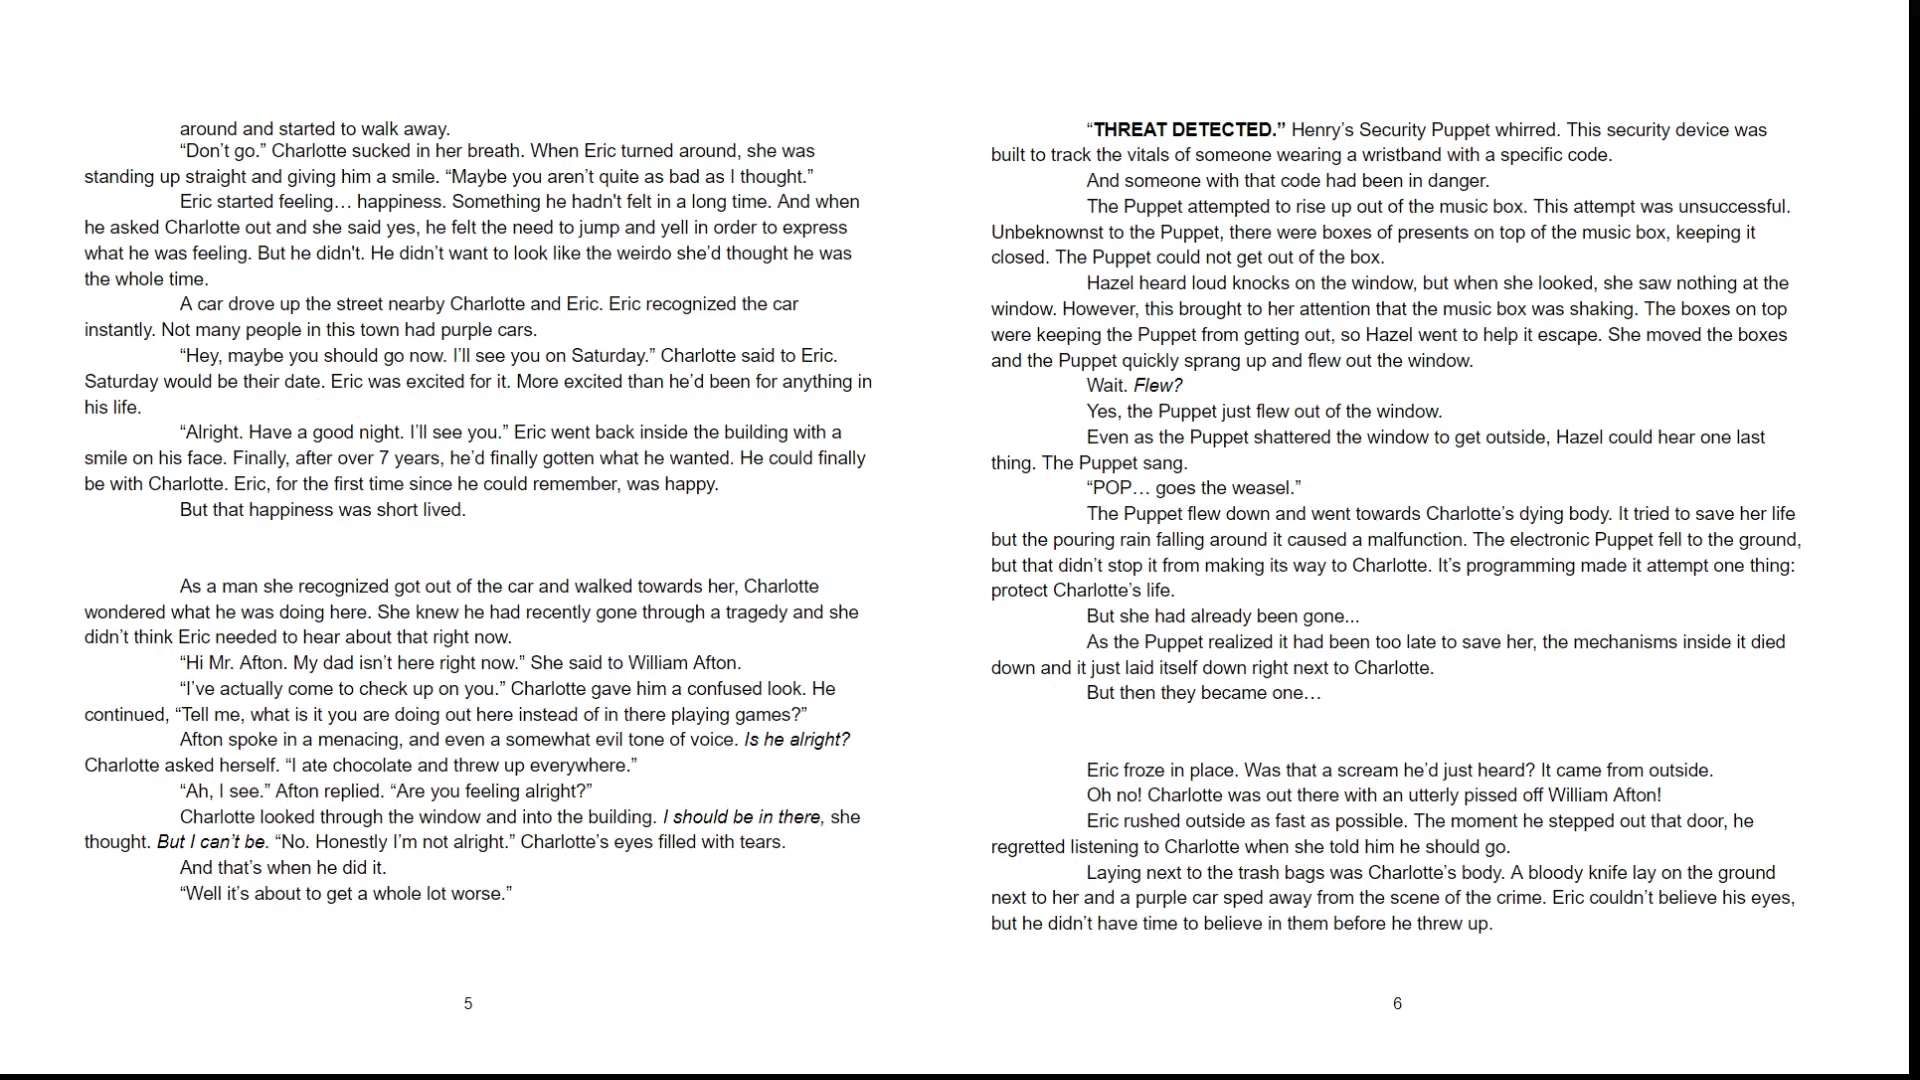 around and started to walk away.
“Don’t go.” Charlotte sucked in her breath. When Eric turned around, she was
standing up straight and giving him a smile. “Maybe you aren’t quite as bad as I thought.”
Eric started feeling… happiness. Something he hadn't felt in a long time. And when
he asked Charlotte out and she said yes, he felt the need to jump and yell in order to express
what he was feeling. But he didn't. He didn’t want to look like the weirdo she’d thought he was
the whole time.
A car drove up the street nearby Charlotte and Eric. Eric recognized the car
instantly. Not many people in this town had purple cars.
“Hey, maybe you should go now. I’ll see you on Saturday.” Charlotte said to Eric.
Saturday would be their date. Eric was excited for it. More excited than he’d been for anything in
his life.
“Alright. Have a good night. I’ll see you.” Eric went back inside the building with a
smile on his face. Finally, after over 7 years, he’d finally gotten what he wanted. He could finally
be with Charlotte. Eric, for the first time since he could remember, was happy.
But that happiness was short lived.
As a man she recognized got out of the car and walked towards her, Charlotte
wondered what he was doing here. She knew he had recently gone through a tragedy and she
didn’t think Eric needed to hear about that right now.
“Hi Mr. Afton. My dad isn’t here right now.” She said to William Afton.
“I’ve actually come to check up on you.” Charlotte gave him a confused look. He
continued, “Tell me, what is it you are doing out here instead of in there playing games?”
Afton spoke in a menacing, and even a somewhat evil tone of voice. Is he alright?
Charlotte asked herself. “I ate chocolate and threw up everywhere.”
“Ah, I see.” Afton replied. “Are you feeling alright?”
Charlotte looked through the window and into the building. I should be in there, she
thought. But I can’t be. “No. Honestly I’m not alright.” Charlotte’s eyes filled with tears.
And that’s when he did it.
“Well it’s about to get a whole lot worse.”
5
“THREAT DETECTED.” Henry’s Security Puppet whirred. This security device was
built to track the vitals of someone wearing a wristband with a specific code.
And someone with that code had been in danger.
The Puppet attempted to rise up out of the music box. This attempt was unsuccessful.
Unbeknownst to the Puppet, there were boxes of presents on top of the music box, keeping it
closed. The Puppet could not get out of the box.
Hazel heard loud knocks on the window, but when she looked, she saw nothing at the
window. However, this brought to her attention that the music box was shaking. The boxes on top
were keeping the Puppet from getting out, so Hazel went to help it escape. She moved the boxes
and the Puppet quickly sprang up and flew out the window.
Wait. Flew?
Yes, the Puppet just flew out of the window.
Even as the Puppet shattered the window to get outside, Hazel could hear one last
thing. The Puppet sang.
“POP… goes the weasel.”
The Puppet flew down and went towards Charlotte’s dying body. It tried to save her life
but the pouring rain falling around it caused a malfunction. The electronic Puppet fell to the ground,
but that didn’t stop it from making its way to Charlotte. It’s programming made it attempt one thing:
protect Charlotte’s life.
But she had already been gone...
As the Puppet realized it had been too late to save her, the mechanisms inside it died
down and it just laid itself down right next to Charlotte.
But then they became one…
Eric froze in place. Was that a scream he’d just heard? It came from outside.
Oh no! Charlotte was out there with an utterly pissed off William Afton!
Eric rushed outside as fast as possible. The moment he stepped out that door, he
regretted listening to Charlotte when she told him he should go.
Laying next to the trash bags was Charlotte’s body. A bloody knife lay on the ground
next to her and a purple car sped away from the scene of the crime. Eric couldn’t believe his eyes,
but he didn’t have time to believe in them before he threw up.
6